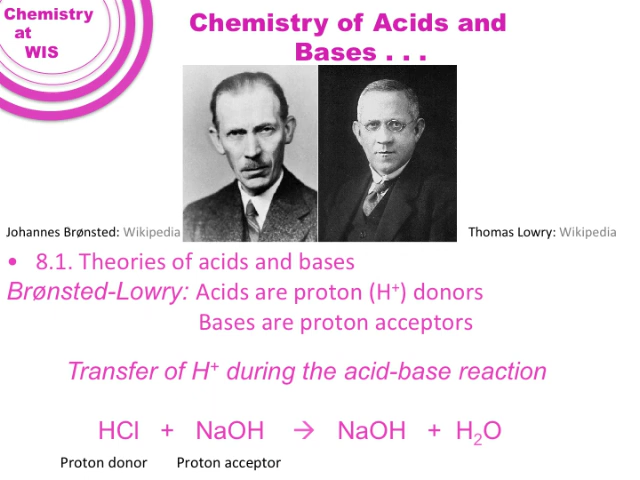 Chemistry
at
WIS
Chemistry of Acids and
Bases . . .
Johannes Brønsted: Wikipedia
Thomas Lowry: Wikipedia
• 8.1. Theories of acids and bases
Brønsted-Lowry: Acids are proton (H⁺) donors
Bases are proton acceptors
Transfer of H⁺ during the acid-base reaction
HCl + NaOH → NaOH + H₂O
Proton donor Proton acceptor